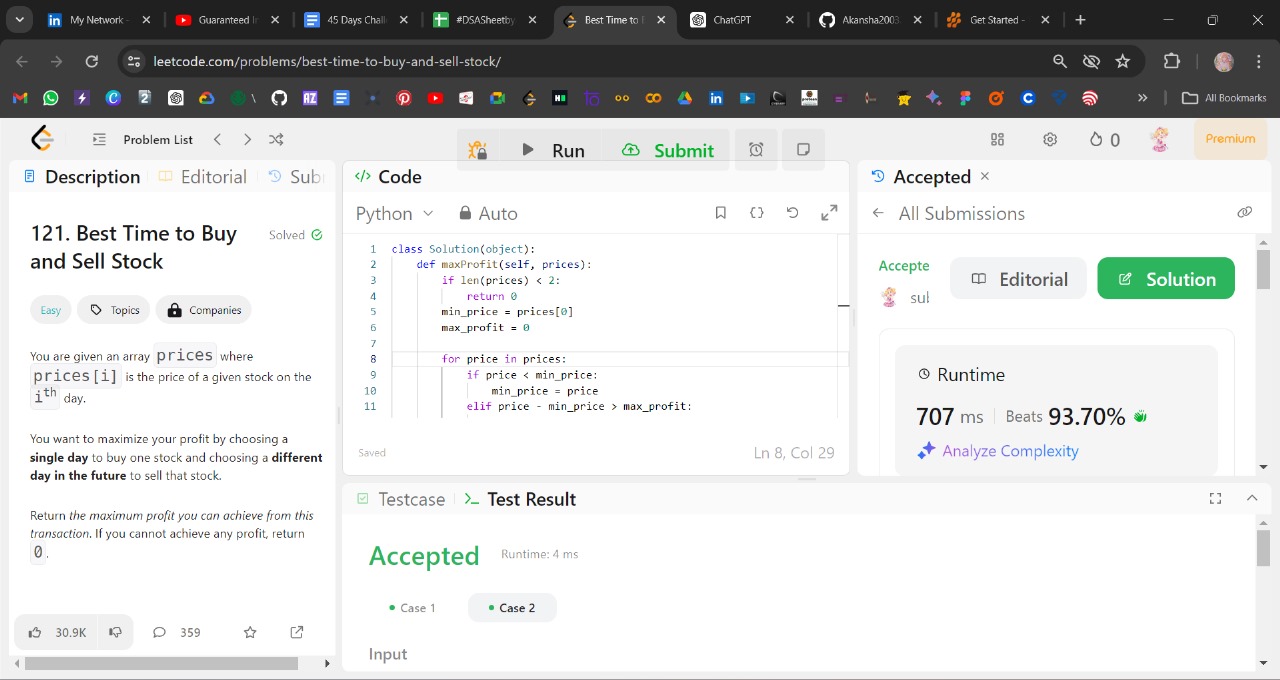 My Network -
Guaranteed In
45 Days Chall
#DSASheetby
Best Time to
ChatGPT
Akansha2003
Get Started -
leetcode.com/problems/best-time-to-buy-and-sell-stock/
All Bookmarks
Problem List
Run
Submit
0
Premium
Description
Editorial
Sub
121. Best Time to Buy
and Sell Stock
Solved
Easy
Topics
Companies
You are given an array prices where
prices[i] is the price of a given stock on the
ith day.
You want to maximize your profit by choosing a
single day to buy one stock and choosing a different
day in the future to sell that stock.
Return the maximum profit you can achieve from this
transaction. If you cannot achieve any profit, return
0.
30.9K
359
</> Code
Python
Auto
1 class Solution(object):
2 def maxProfit(self, prices):
3 if len(prices) < 2:
4 return 0
5 min_price = prices[0]
6 max_profit = 0
7
8 for price in prices:
9 if price < min_price:
10 min_price = price
11 elif price - min_price > max_profit:
Saved
Ln 8, Col 29
Accepted
All Submissions
Accepte
Editorial
Solution
Runtime
707 ms
Beats 93.70%
Analyze Complexity
Testcase
Test Result
Accepted
Runtime: 4 ms
Case 1
Case 2
Input